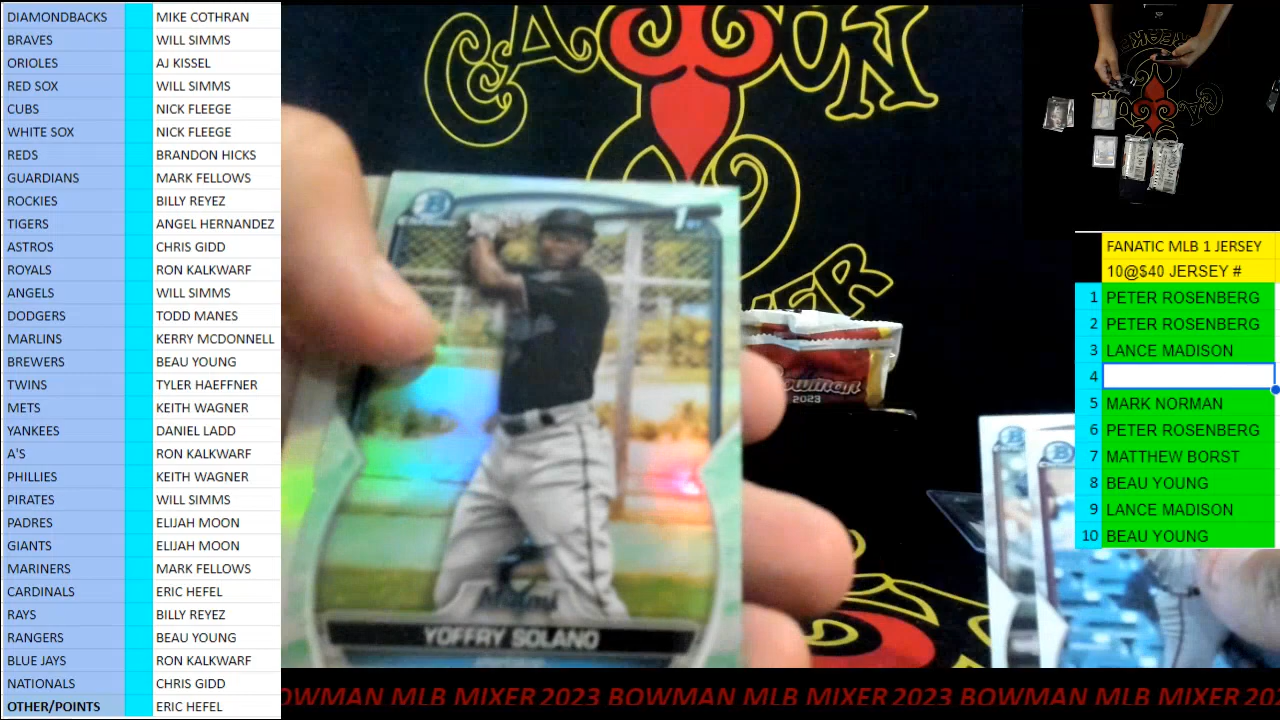 DIAMONDBACKS MIKE COTHRAN
BRAVES WILL SIMMS
ORIOLES AJ KISSEL
RED SOX WILL SIMMS
CUBS NICK FLEEGE
WHITE SOX NICK FLEEGE
REDS BRANDON HICKS
GUARDIANS MARK FELLOWS
ROCKIES BILLY REYEZ
TIGERS ANGEL HERNANDEZ
ASTROS CHRIS GIDD
ROYALS RON KALKWARF
ANGELS WILL SIMMS
DODGERS TODD MANES
MARLINS KERRY MCDONNELL
BREWERS BEAU YOUNG
TWINS TYLER HAEFFNER
METS KEITH WAGNER
YANKEES DANIEL LADD
A'S RON KALKWARF
PHILLIES KEITH WAGNER
PIRATES WILL SIMMS
PADRES ELIJAH MOON
GIANTS ELIJAH MOON
MARINERS MARK FELLOWS
CARDINALS ERIC HEFEL
RAYS BILLY REYEZ
RANGERS BEAU YOUNG
BLUE JAYS RON KALKWARF
NATIONALS CHRIS GIDD
OTHER/POINTS ERIC HEFEL
B
1st
Miami
YOFFRY SOLANO
Bowman
2023
FANATIC MLB 1 JERSEY
10@$40 JERSEY #
1 PETER ROSENBERG
2 PETER ROSENBERG
3 LANCE MADISON
4
5 MARK NORMAN
6 PETER ROSENBERG
7 MATTHEW BORST
8 BEAU YOUNG
9 LANCE MADISON
10 BEAU YOUNG
OWMAN MLB MIXER 2023 BOWMAN MLB MIXER 2023 BOWMAN MLB MIXER 20